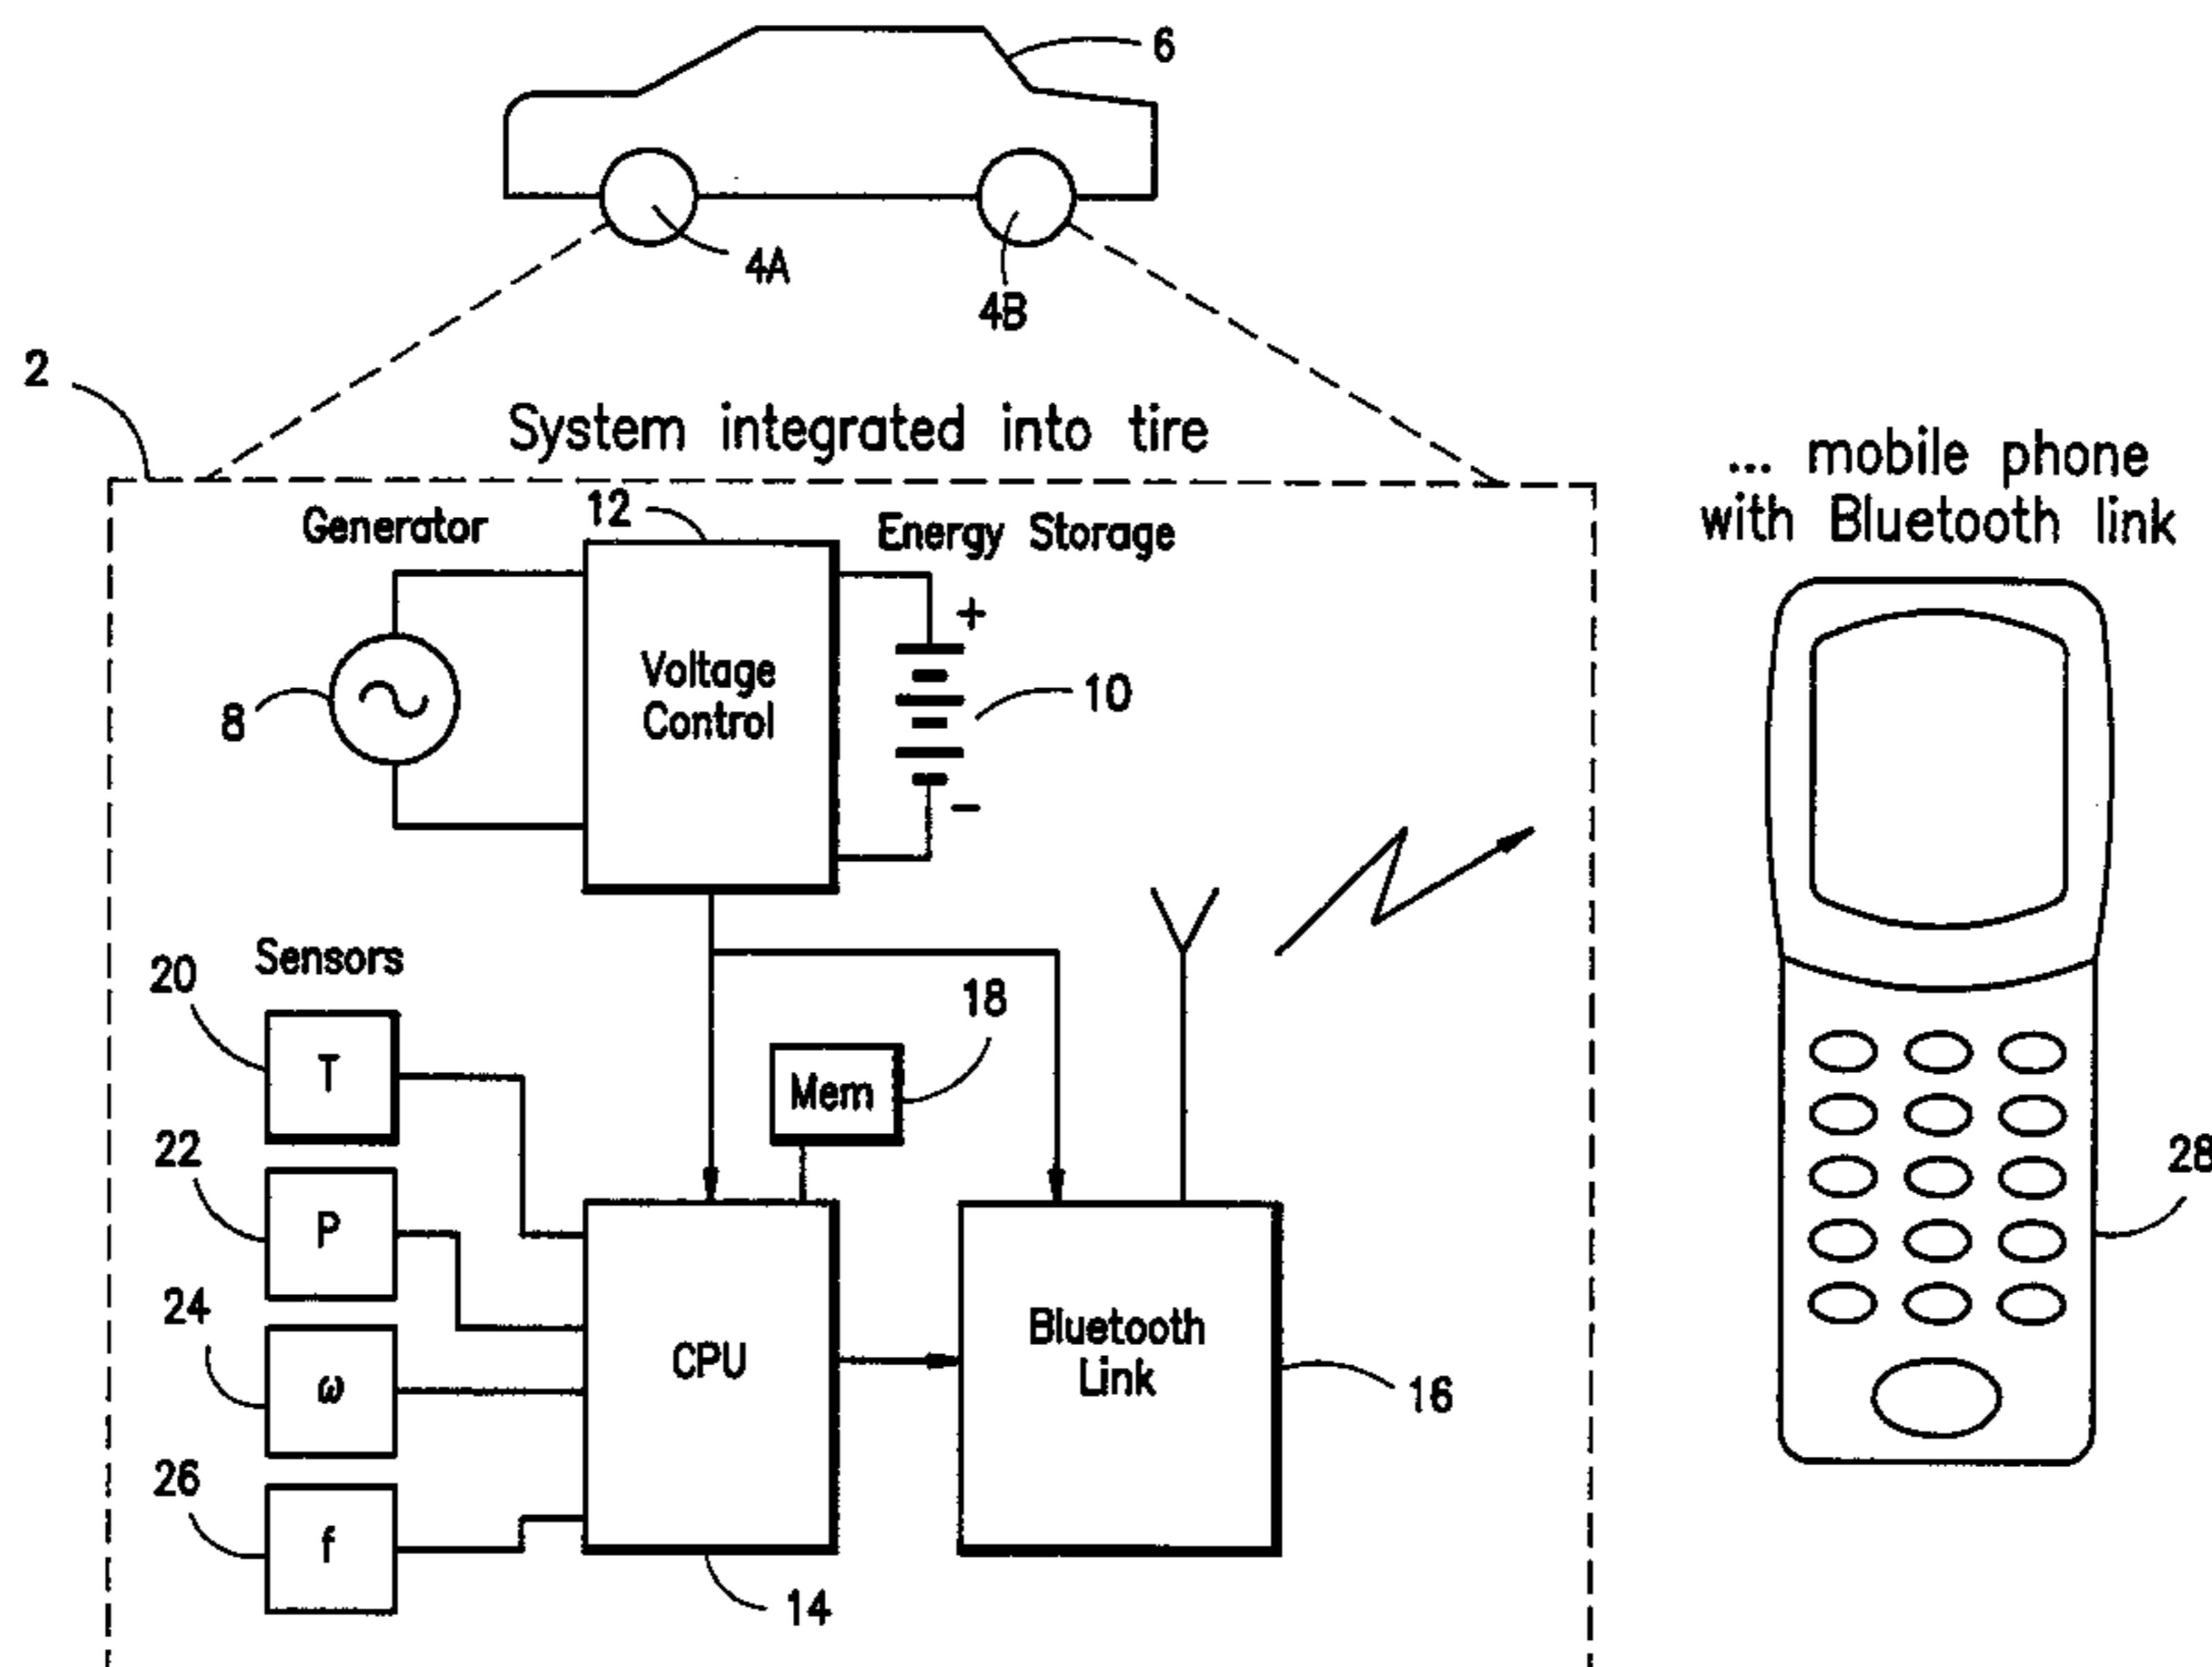 6
4A
4B
2
System integrated into tire
... mobile phone
with Bluetooth link
Generator
12
Energy Storage
+
Voltage
Control
8
10
-
Sensors
20
T
18
Mem
22
P
28
24
ω
CPU
Bluetooth
Link
16
26
f
14